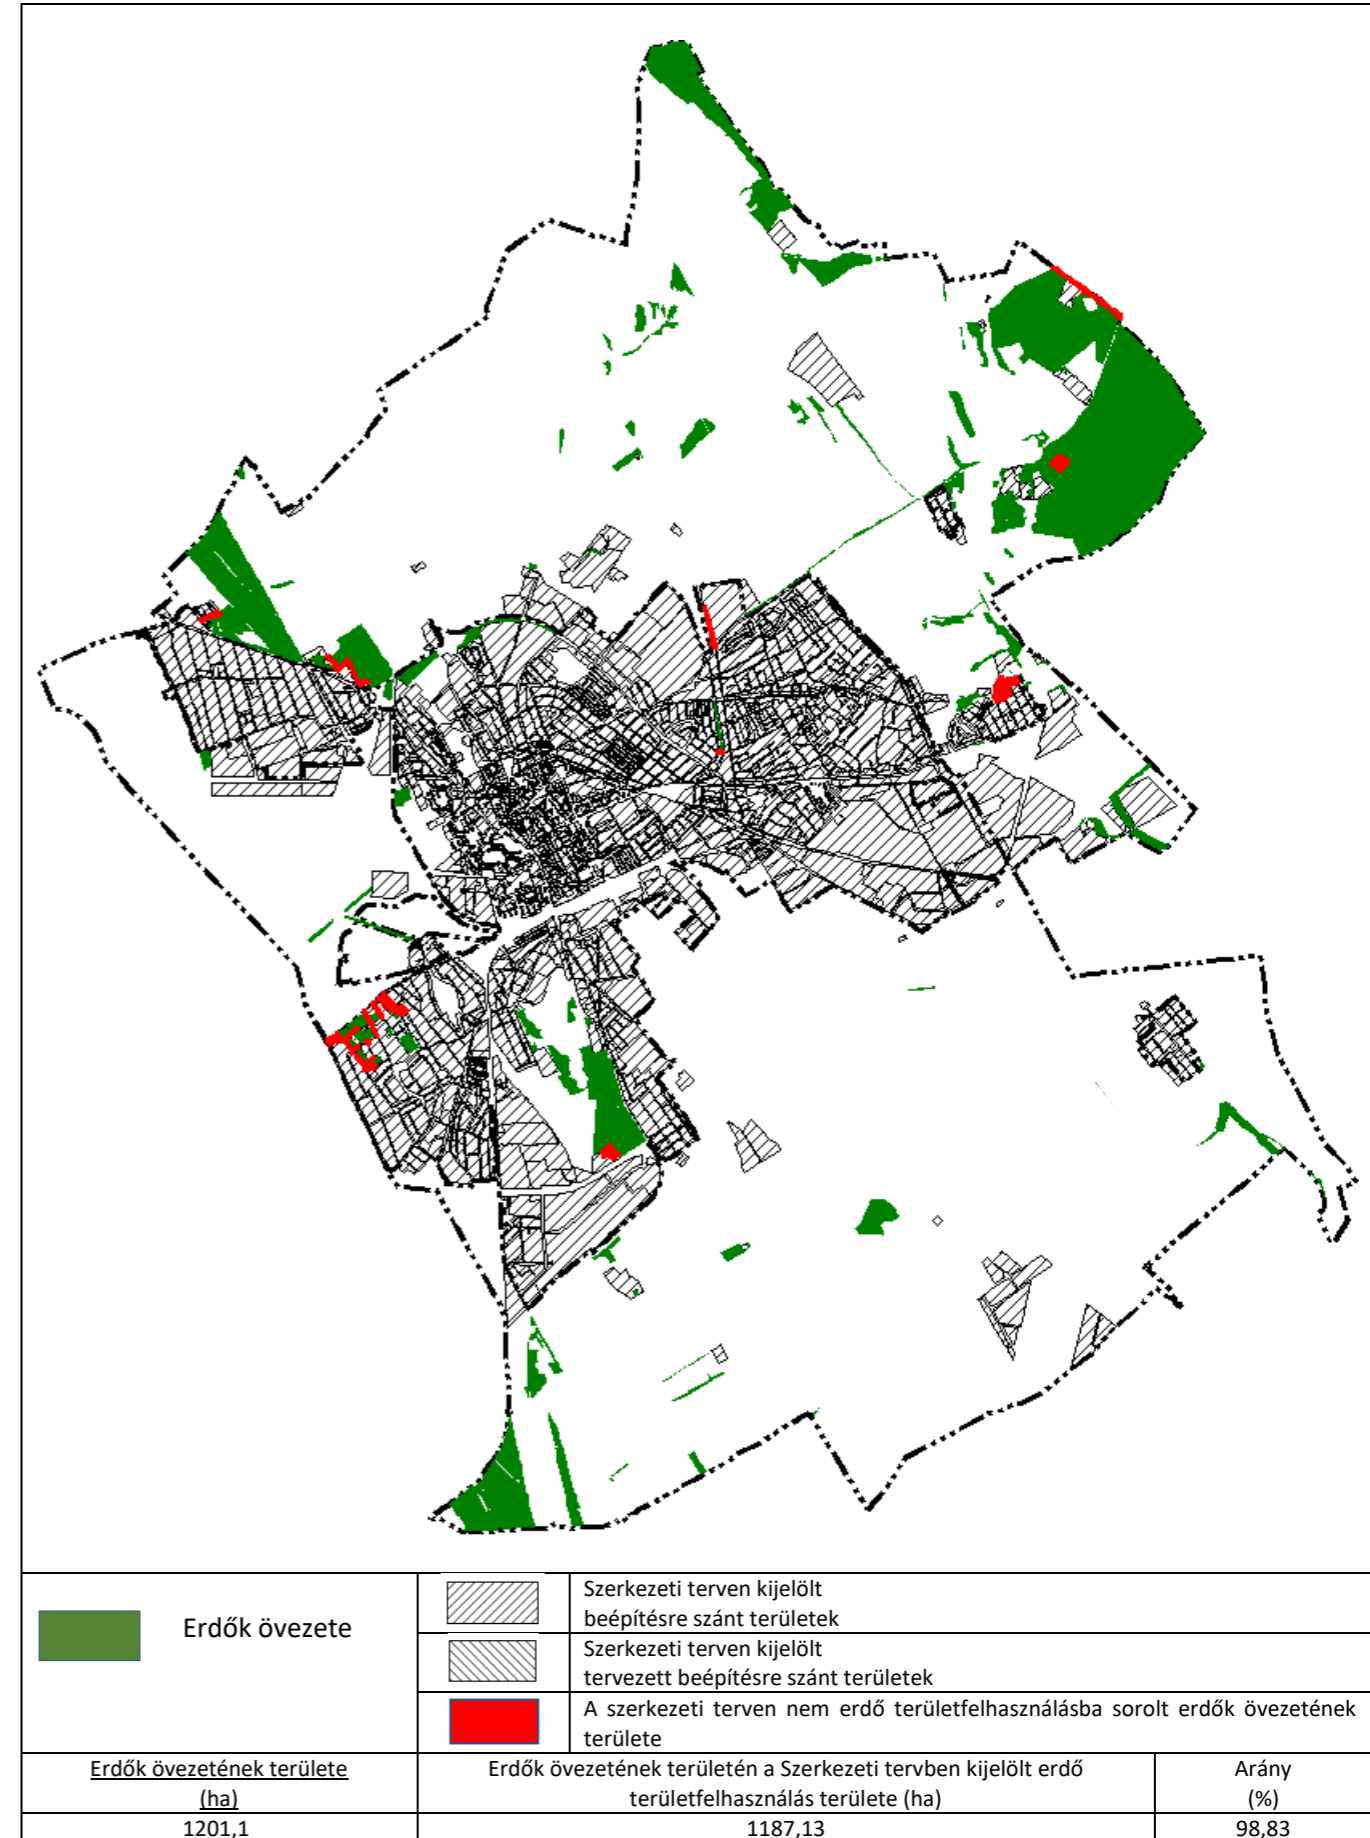 Erdők övezete
Szerkezeti terven kijelölt
beépítésre szánt területek
Szerkezeti terven kijelölt
tervezett beépítésre szánt területek
A szerkezeti terven nem erdő területfelhasználásba sorolt erdők övezetének
területe
Erdők övezetének területe
(ha)
Erdők övezetének területén a Szerkezeti tervben kijelölt erdő
területfelhasználás területe (ha)
Arány
(%)
1201,1
1187,13
98,83